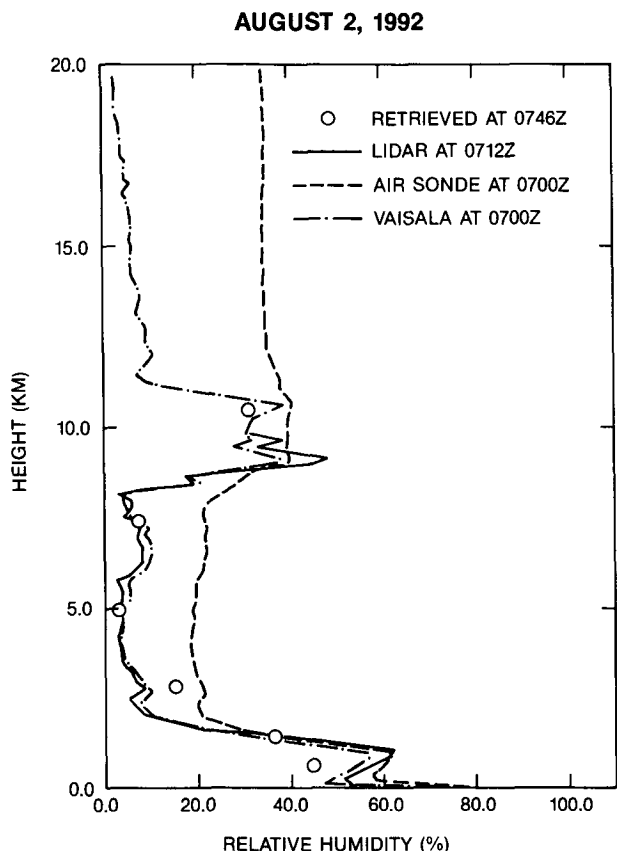 AUGUST 2, 1992
20.0
RETRIEVED AT 0746Z
LIDAR AT 0712Z
AIR SONDE AT 0700Z
VAISALA AT 0700Z
15.0
HEIGHT (KM)
10.0
5.0
0.0
0.0 20.0 40.0 60.0 80.0 100.0
RELATIVE HUMIDITY (%)